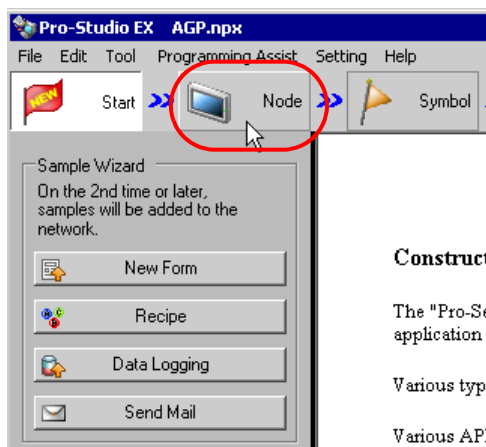 Pro-Studio EX AGP.npx
File Edit Tool Programming Assist Setting Help
NEW Start Node Symbol
Sample Wizard
On the 2nd time or later,
samples will be added to the
network.
New Form
Recipe
Data Logging
Send Mail
Construct
The "Pro-Se
application
Various typ
Various API